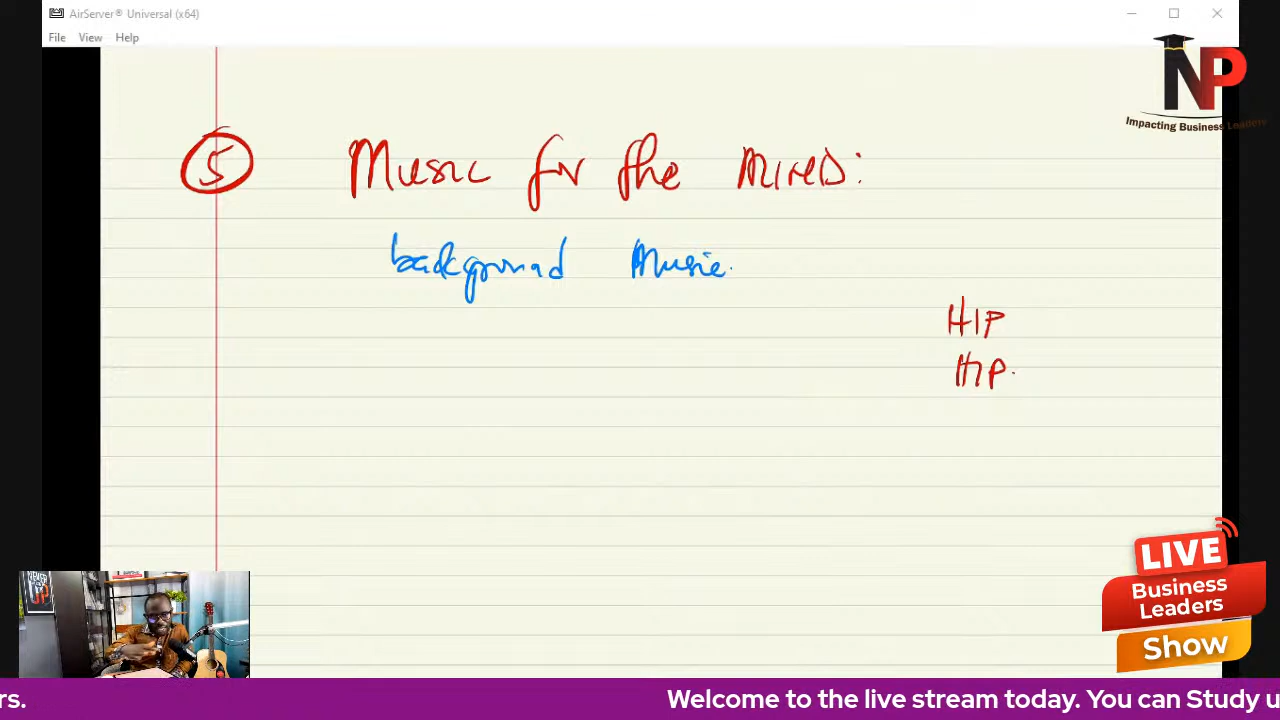 AirServer® Universal (x64)
File View Help
NP
Impacting Business Leaders
5 Music for the MIND:
background Music.
HIP
HIP.
LIVE
Business
Leaders
Show
rs. Welcome to the live stream today. You can Study u